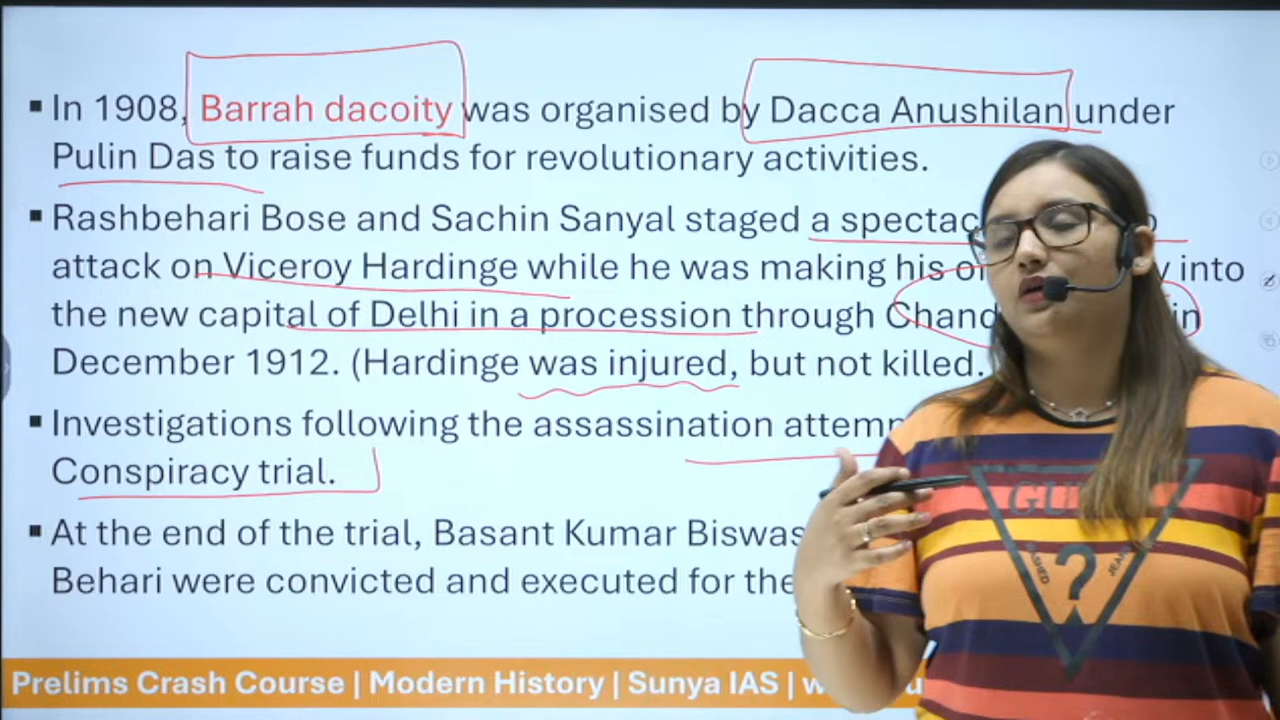 ▪ In 1908, Barrah dacoity was organised by Dacca Anushilan under
Pulin Das to raise funds for revolutionary activities.
▪ Rashbehari Bose and Sachin Sanyal staged a
attack on Viceroy Hardinge while he was making his into
the new capital of Delhi in a procession through in
December 1912. (Hardinge was injured, but not killed.
▪ Investigations following the assassination
Conspiracy trial.
▪ At the end of the trial, Basant Kumar Biswas
Behari were convicted and executed for the
Prelims Crash Course | Modern History | Sunya IAS |
?